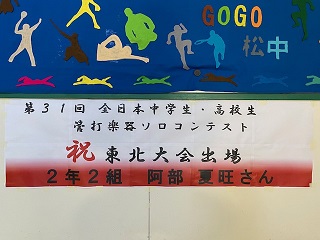 GOGO
松中
第31回 全日本中学生・高校生
管打楽器ソロコンテスト
祝 東北大会出場
2年2組 阿部 夏旺さん